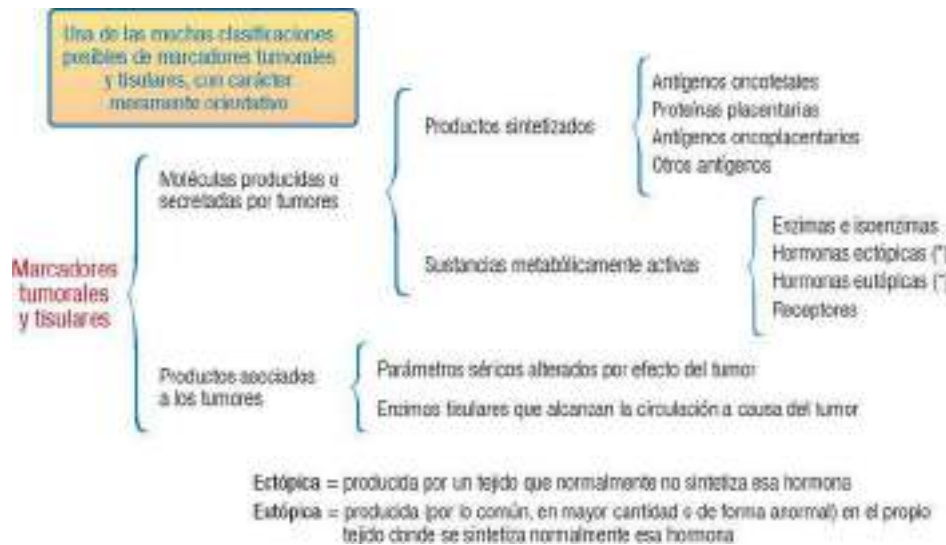 Una de las muchas clasificaciones
posibles de marcadores tumorales
y tisulares, con carácter
meramente orientativo
Marcadores
tumorales
y tisulares
Moléculas producidas o
secretadas por tumores
Productos sintetizados
Antígenos oncofetales
Proteínas placentarias
Antígenos oncoplacentarios
Otros antígenos
Sustancias metabólicamente activas
Enzimas e isoenzimas
Hormonas ectópicas (*)
Hormonas eutópicas (*)
Receptores
Productos asociados
a los tumores
Parámetros séricos alterados por efecto del tumor
Enzimas tisulares que alcanzan la circulación a causa del tumor
Ectópica = producida por un tejido que normalmente no sintetiza esa hormona
Eutópica = producida (por lo común, en mayor cantidad o de forma anormal) en el propio
tejido donde se sintetiza normalmente esa hormona